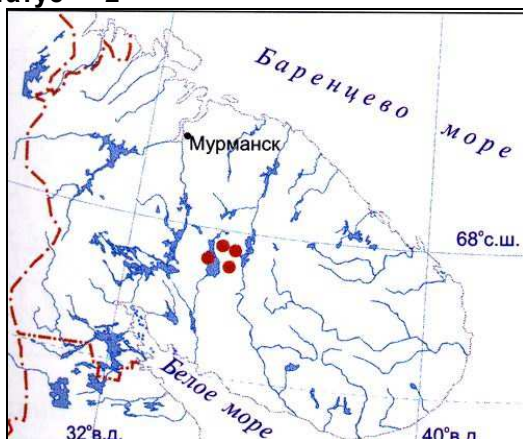 Баренцево
море
Мурманск
68°с.ш.
Белое море
32°в.д.
40°в.д.